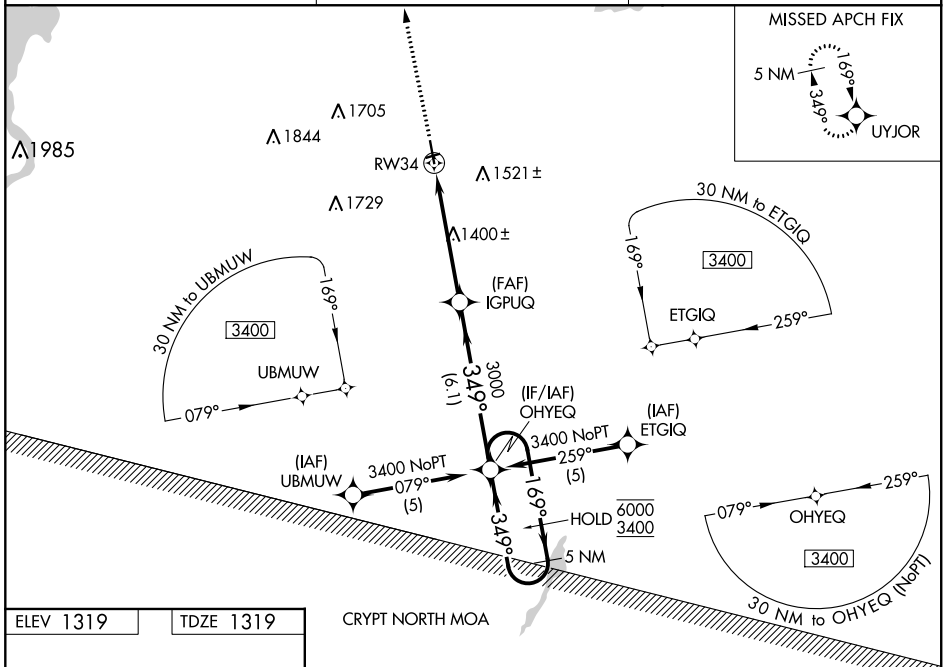 MISSED APCH FIX
5 NM
169°
349°
UYJOR
1705
1844
1985
RW34
1521±
1729
1400±
30 NM to UBMUW
169°
3400
UBMUW
079°
30 NM to ETGIQ
169°
3400
ETGIQ
259°
(FAF)
IGPUQ
3000
349°
(6.1)
(IF/IAF)
OHYEQ
(IAF)
ETGIQ
3400 NoPT
259°
(5)
(IAF)
UBMUW
3400 NoPT
079°
(5)
169°
349°
HOLD
6000
3400
5 NM
079°
259°
OHYEQ
3400
30 NM to OHYEQ (NoPT)
ELEV 1319
TDZE 1319
CRYPT NORTH MOA